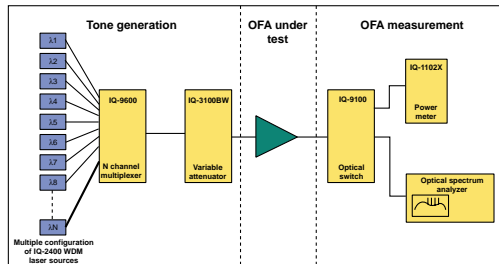 Tone generation
OFA under
test
OFA measurement
λ1
λ2
λ3
λ4
λ5
λ6
λ7
λ8
λN
Multiple configuration
of IQ-2400 WDM
laser sources
IQ-9600
N channel
multiplexer
IQ-3100BW
Variable
attenuator
IQ-9100
Optical
switch
IQ-1102X
Power
meter
Optical spectrum
analyzer